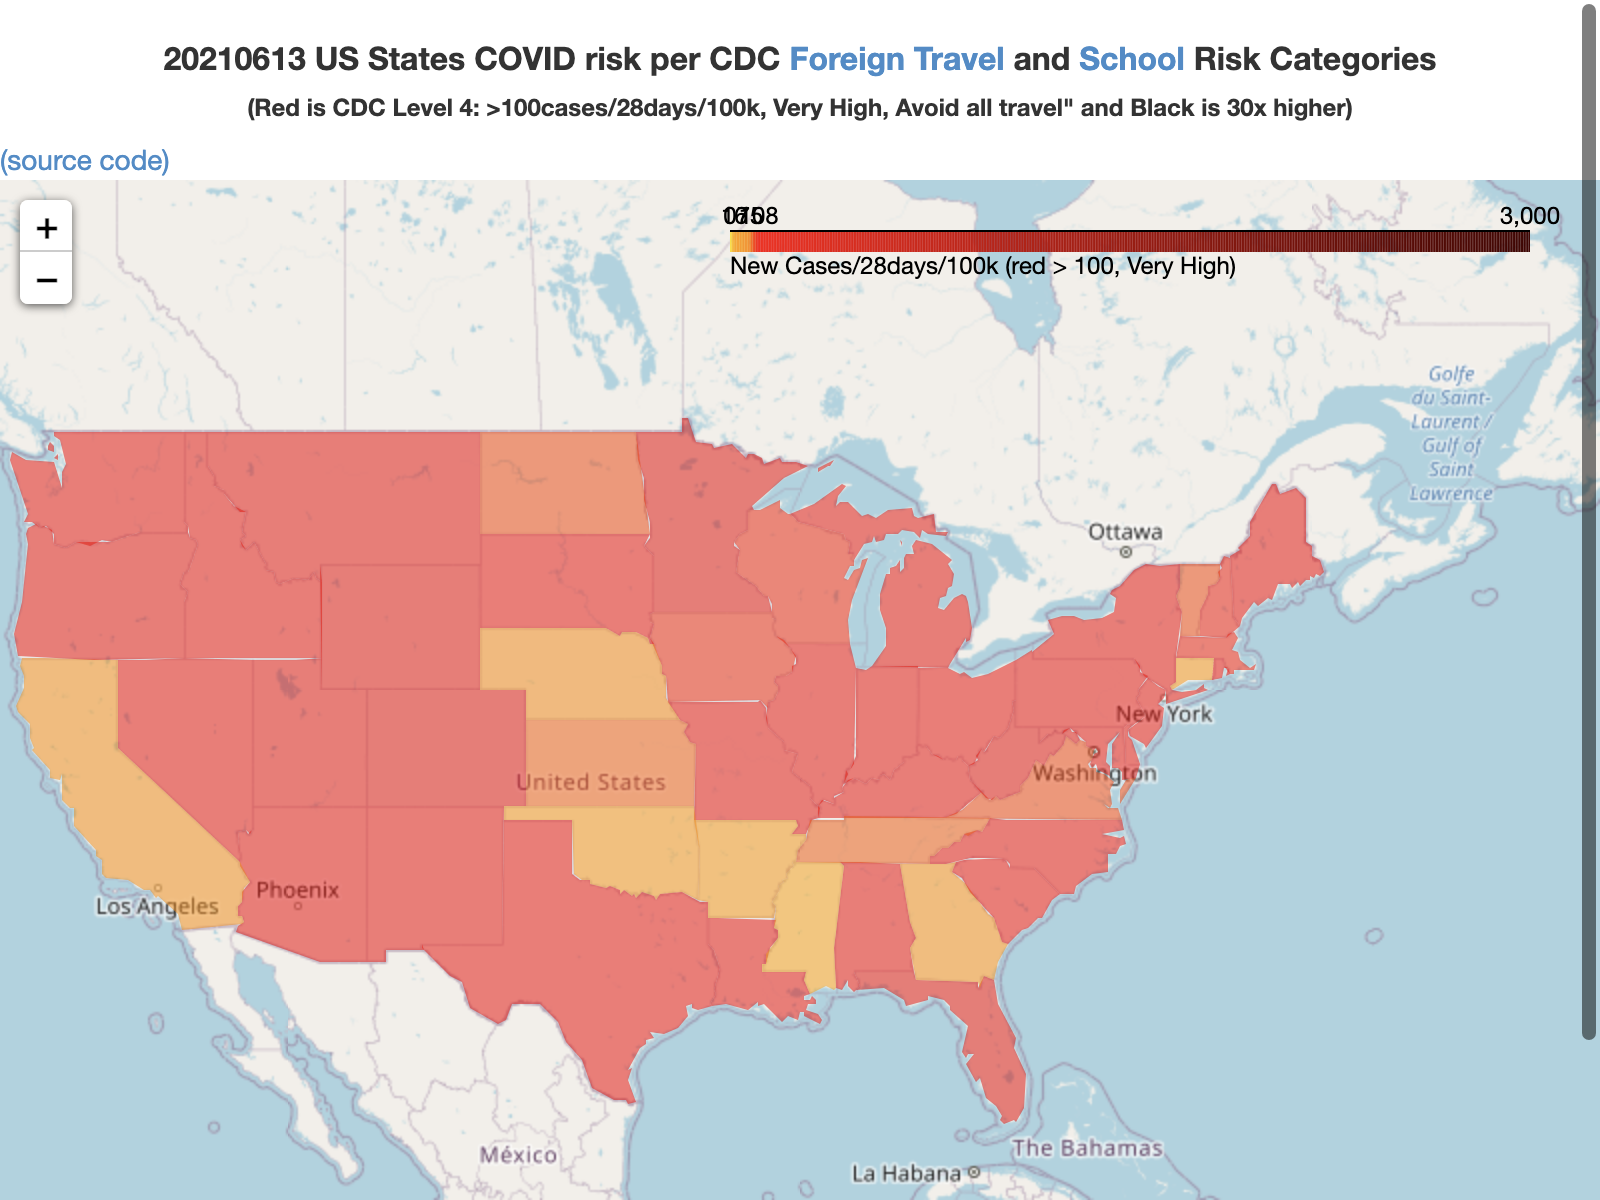 20210613 US States COVID risk per CDC Foreign Travel and School Risk Categories
(Red is CDC Level 4: >100cases/28days/100k, Very High, Avoid all travel" and Black is 30x higher)
(source code)
+
−
3,000
New Cases/28days/100k (red > 100, Very High)
Golfe
du Saint-
Laurent /
Gulf of
Saint
Lawrence
Ottawa
New York
Washington
United States
Phoenix
Los Angeles
México
The Bahamas
La Habana